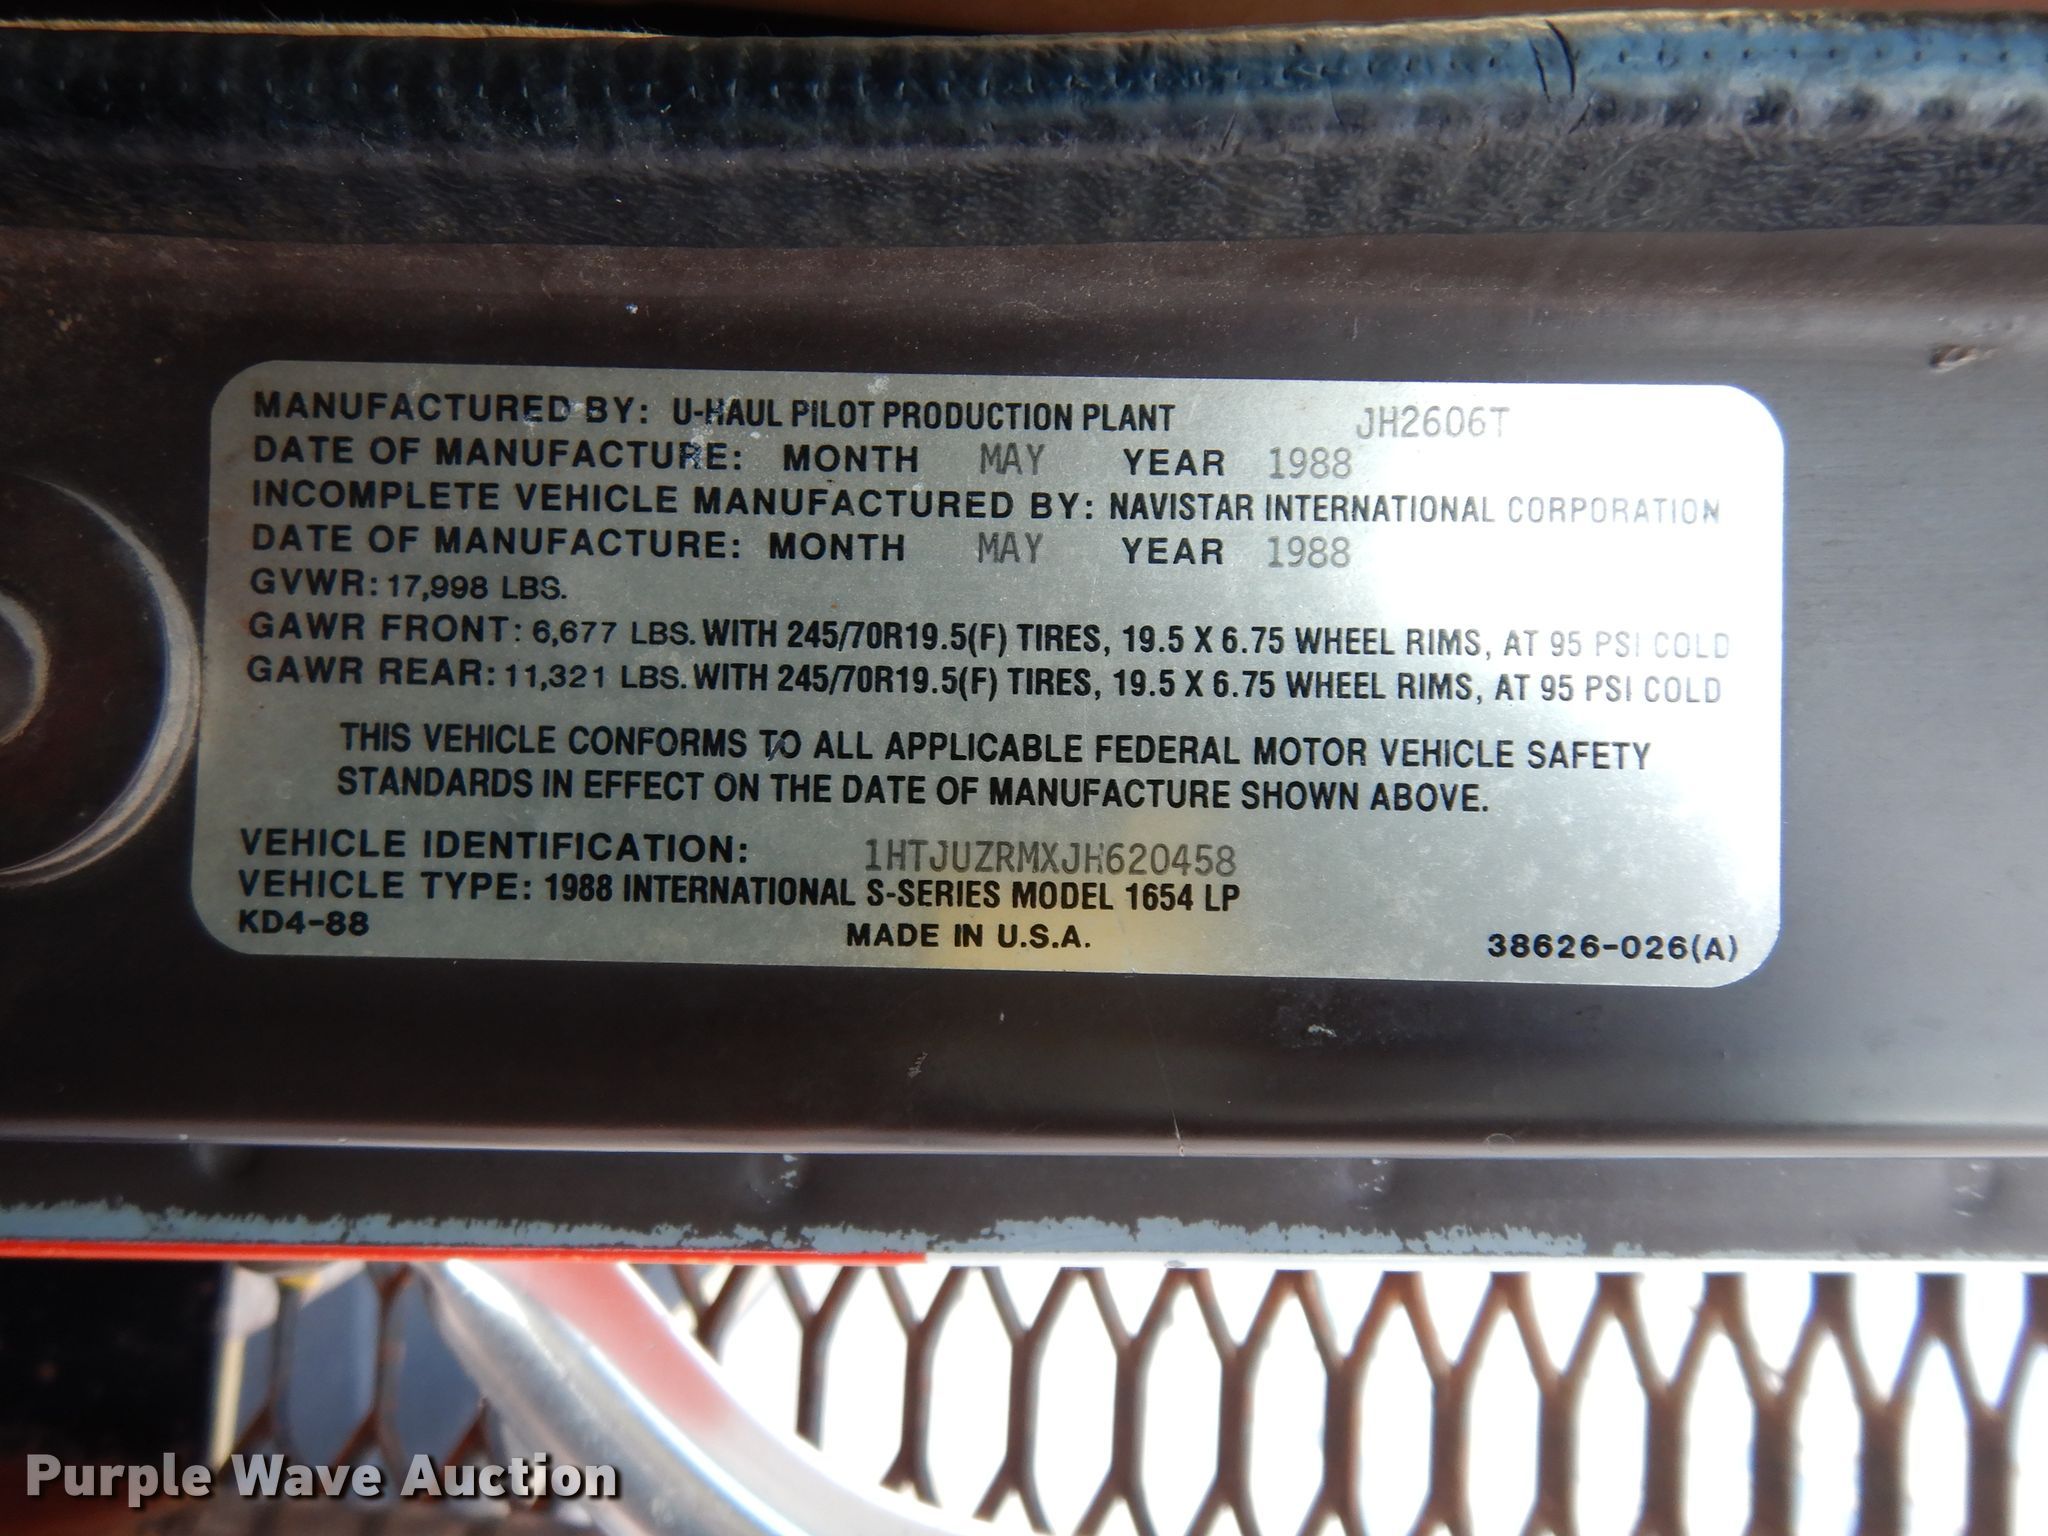 MANUFACTURED BY: U-HAUL PILOT PRODUCTION PLANT JH2606T
DATE OF MANUFACTURE: MONTH MAY YEAR 1988
INCOMPLETE VEHICLE MANUFACTURED BY: NAVISTAR INTERNATIONAL CORPORATION
DATE OF MANUFACTURE: MONTH MAY YEAR 1988
GVWR: 17,998 LBS.
GAWR FRONT: 6,677 LBS. WITH 245/70R19.5(F) TIRES, 19.5 X 6.75 WHEEL RIMS, AT 95 PSI COLD
GAWR REAR: 11,321 LBS. WITH 245/70R19.5(F) TIRES, 19.5 X 6.75 WHEEL RIMS, AT 95 PSI COLD
THIS VEHICLE CONFORMS TO ALL APPLICABLE FEDERAL MOTOR VEHICLE SAFETY
STANDARDS IN EFFECT ON THE DATE OF MANUFACTURE SHOWN ABOVE.
VEHICLE IDENTIFICATION: 1HTJUZRMXJH620458
VEHICLE TYPE: 1988 INTERNATIONAL S-SERIES MODEL 1654 LP
KD4-88 MADE IN U.S.A. 38626-026(A)
Purple Wave Auction